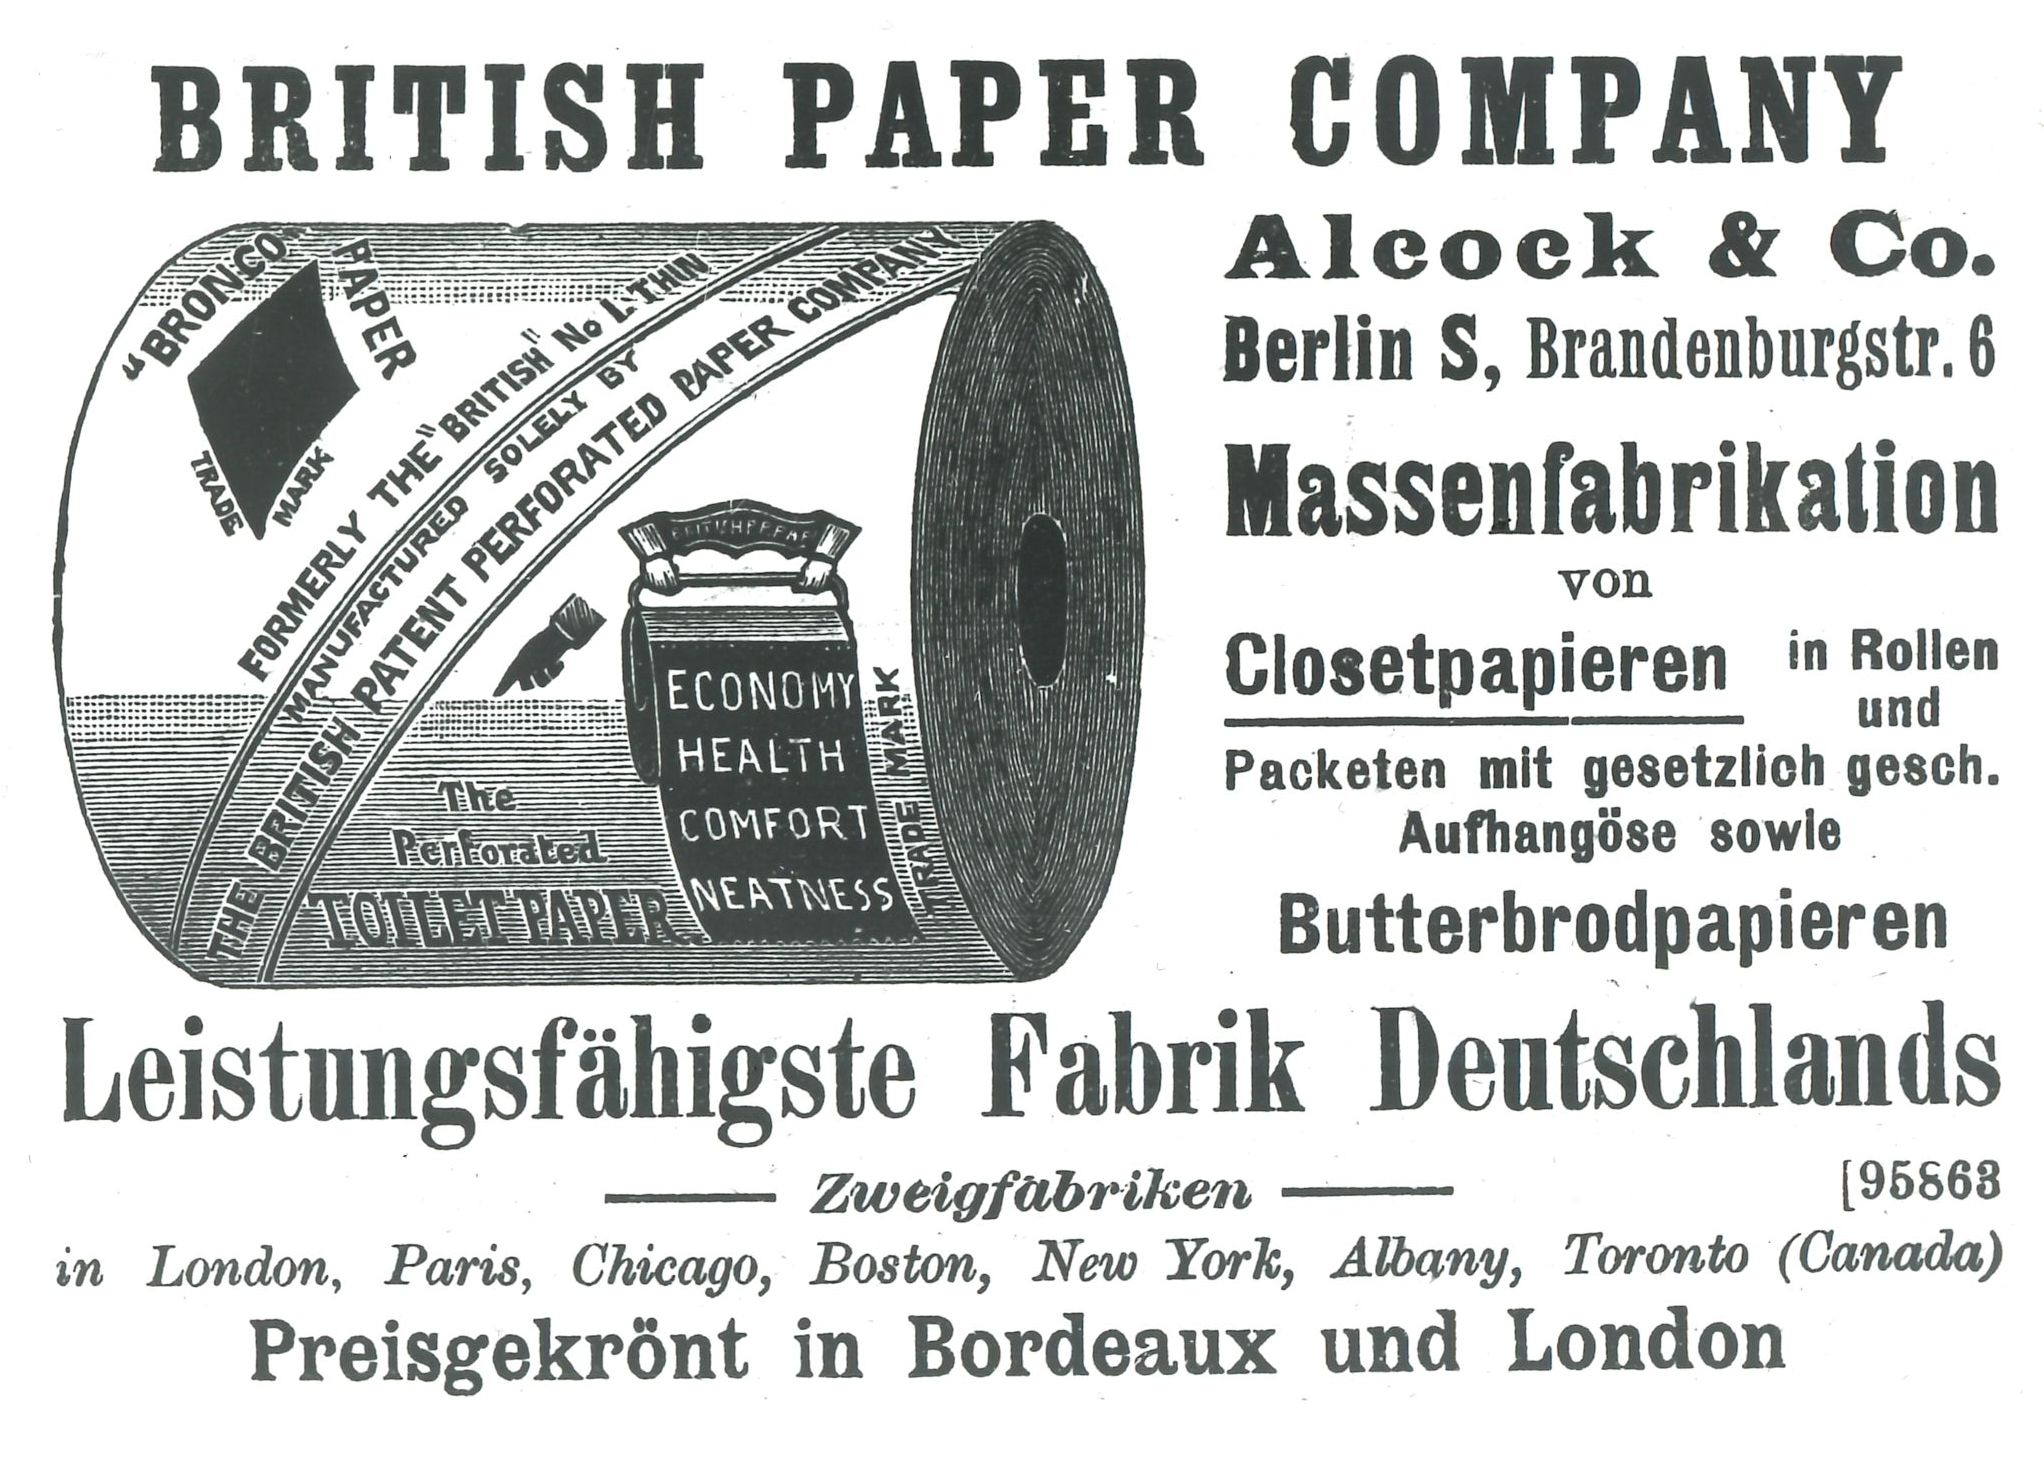 BRITISH PAPER COMPANY
"BRONCO" PAPER
TRADE MARK
FORMERLY THE "BRITISH" No 1. THIN
MANUFACTURED SOLELY BY
THE BRITISH PATENT PERFORATED PAPER COMPANY
ECONOMY
HEALTH
COMFORT
NEATNESS
TRADE MARK
The
Perforated
TOILET PAPER.
Alcock & Co.
Berlin S, Brandenburgstr. 6
Massenfabrikation
von
Closetpapieren in Rollen
und
Packeten mit gesetzlich gesch.
Aufhangöse sowie
Butterbrodpapieren
Leistungsfähigste Fabrik Deutschlands
Zweigfabriken
[95863
in London, Paris, Chicago, Boston, New York, Albany, Toronto (Canada)
Preisgekrönt in Bordeaux und London